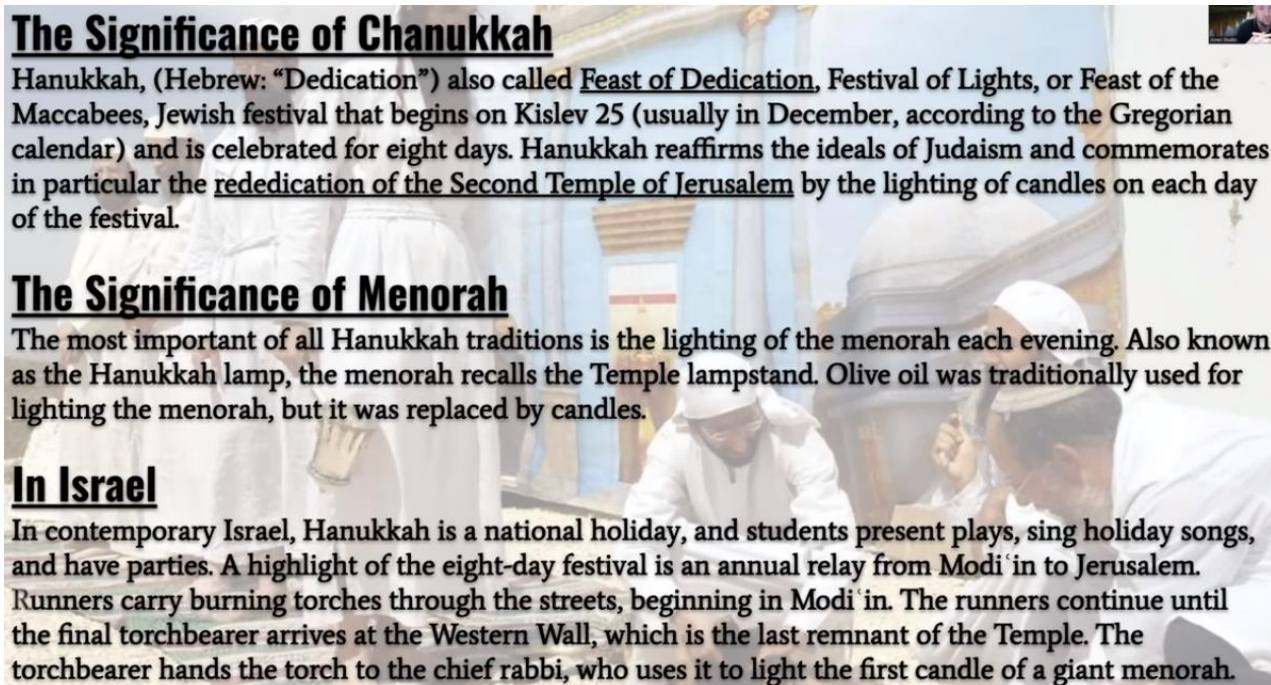 The Significance of Chanukkah
Hanukkah, (Hebrew: “Dedication”) also called Feast of Dedication, Festival of Lights, or Feast of the
Maccabees, Jewish festival that begins on Kislev 25 (usually in December, according to the Gregorian
calendar) and is celebrated for eight days. Hanukkah reaffirms the ideals of Judaism and commemorates
in particular the rededication of the Second Temple of Jerusalem by the lighting of candles on each day
of the festival.
The Significance of Menorah
The most important of all Hanukkah traditions is the lighting of the menorah each evening. Also known
as the Hanukkah lamp, the menorah recalls the Temple lampstand. Olive oil was traditionally used for
lighting the menorah, but it was replaced by candles.
In Israel
In contemporary Israel, Hanukkah is a national holiday, and students present plays, sing holiday songs,
and have parties. A highlight of the eight-day festival is an annual relay from Modiʿin to Jerusalem.
Runners carry burning torches through the streets, beginning in Modiʿin. The runners continue until
the final torchbearer arrives at the Western Wall, which is the last remnant of the Temple. The
torchbearer hands the torch to the chief rabbi, who uses it to light the first candle of a giant menorah.